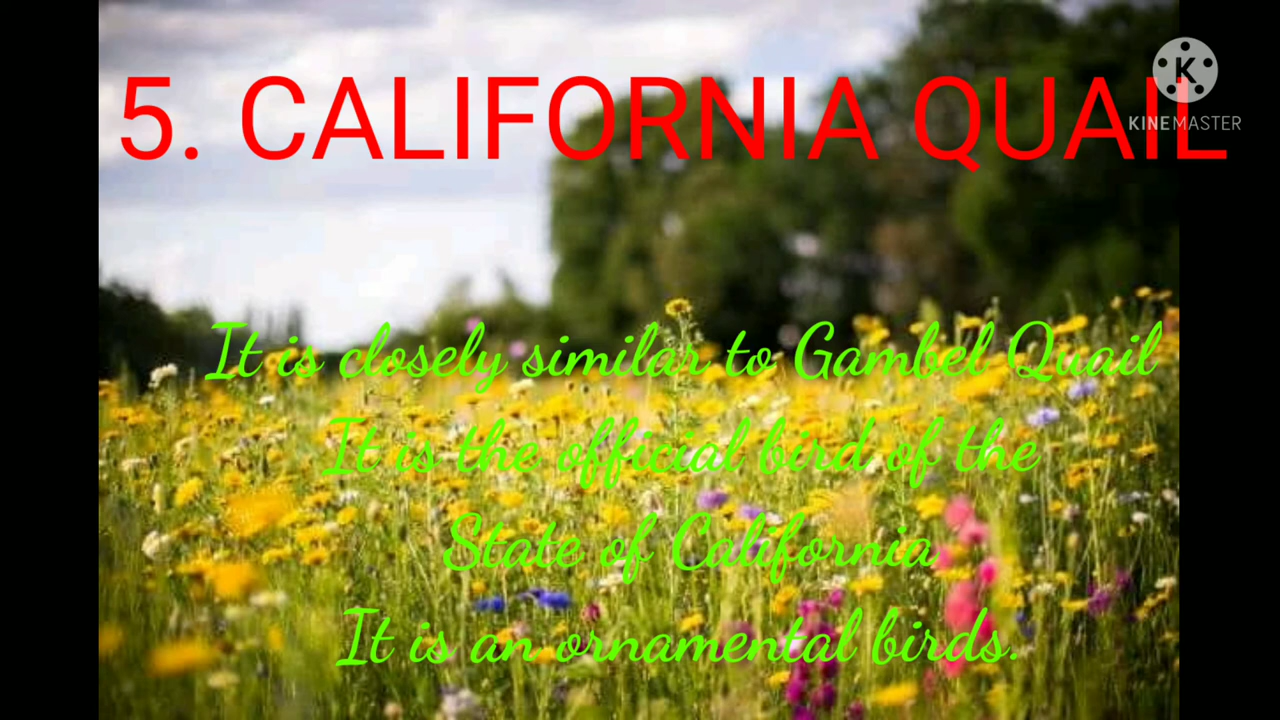 5. CALIFORNIA QUAIL
KINEMASTER
It is closely similar to Gambel Quail
It is the official bird of the
State of California
It is an ornamental birds.